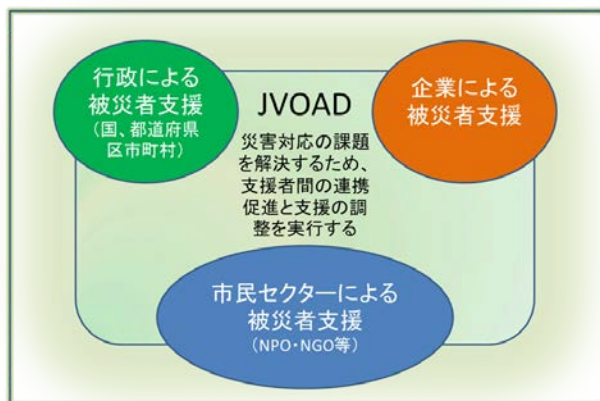 行政による
被災者支援
(国、都道府県
区市町村)
JVOAD
災害対応の課題
を解決するため、
支援者間の連携
促進と支援の調
整を実行する
企業による
被災者支援
市民セクターによる
被災者支援
(NPO・NGO等)